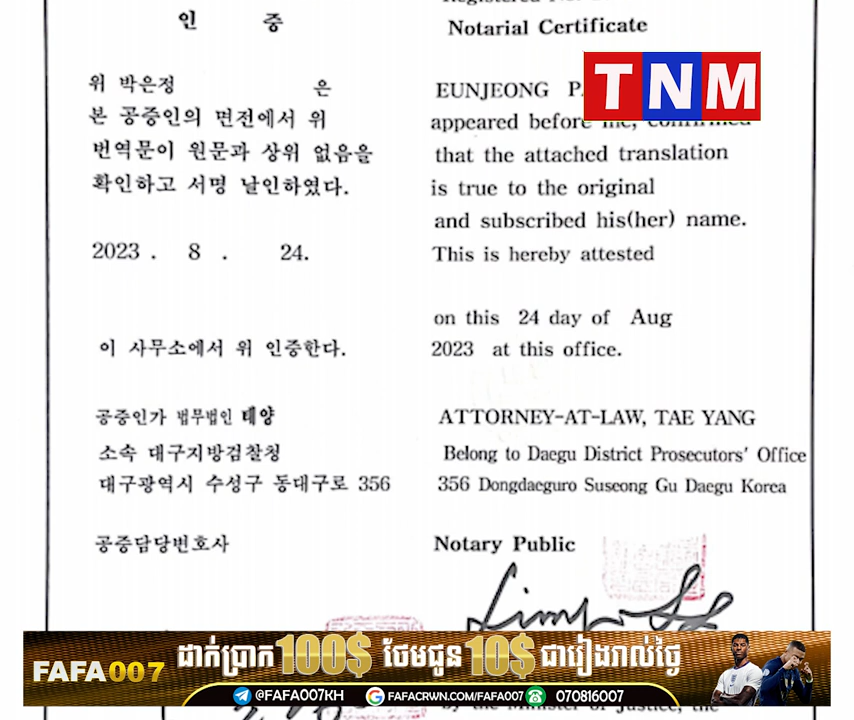 인 증
위 박은정 은
본 공증인의 면전에서 위
번역문이 원문과 상위 없음을
확인하고 서명 날인하였다.
2023 . 8 . 24.
이 사무소에서 위 인증한다.
공증인가 법무법인 태양
소속 대구지방검찰청
대구광역시 수성구 동대구로 356
공증담당변호사
Notarial Certificate
TNM
EUNJEONG
appeared before me, confirmed
that the attached translation
is true to the original
and subscribed his(her) name.
This is hereby attested
on this 24 day of Aug
2023 at this office.
ATTORNEY-AT-LAW, TAE YANG
Belong to Daegu District Prosecutors' Office
356 Dongdaeguro Suseong Gu Daegu Korea
Notary Public
FAFA007
ដាក់ប្រាក់ 100$ ថែមជូន 10$ ជារៀងរាល់ថ្ងៃ
@FAFA007KH
FAFACRWN.COM/FAFA007
070816007
by the Minister of Justice, the